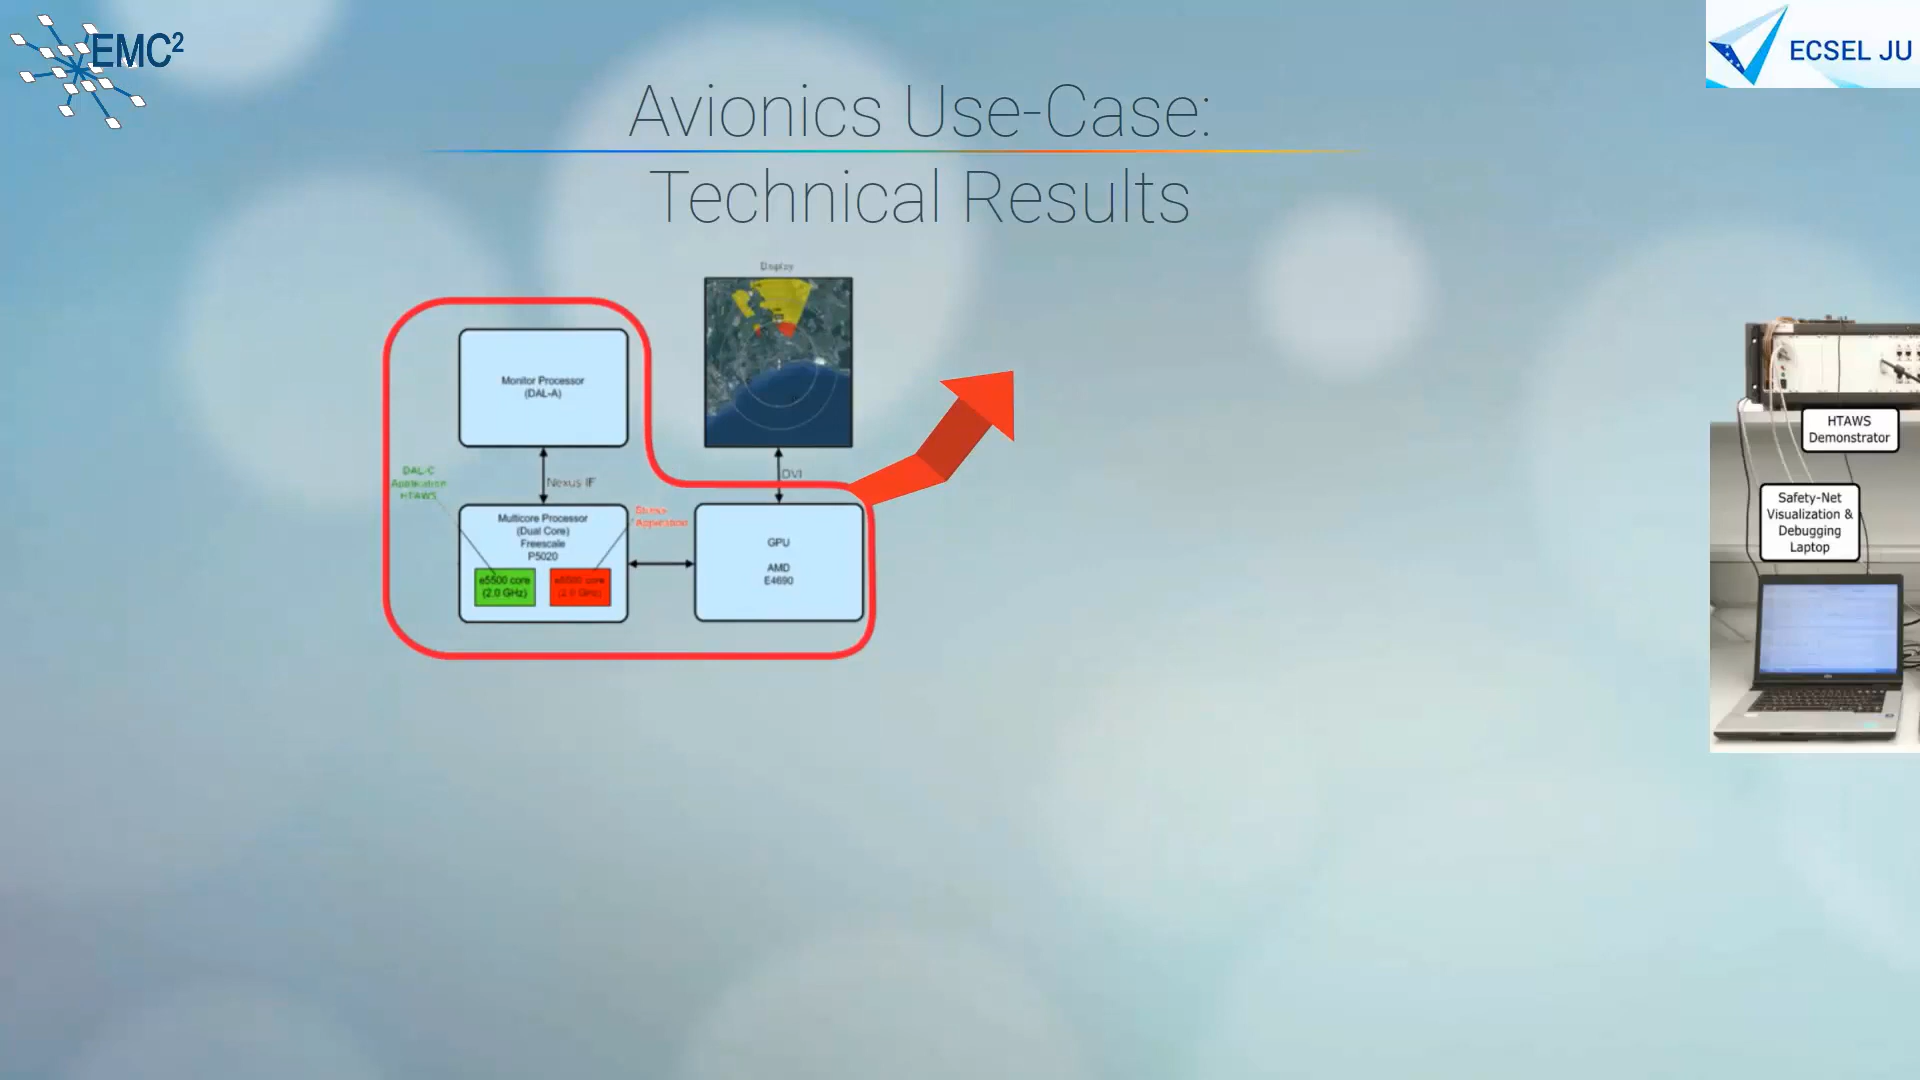 EMC²
ECSEL JU
Avionics Use-Case:
Technical Results
Display
Monitor Processor
(DAL-A)
DAL-C
Application
HTAWS
Nexus IF
DVI
Multicore Processor
(Dual Core)
Freescale
P5020
e5500 core
(2.0 GHz)
e5500 core
(2.0 GHz)
Application
GPU
AMD
E4690
HTAWS
Demonstrator
Safety-Net
Visualization &
Debugging
Laptop